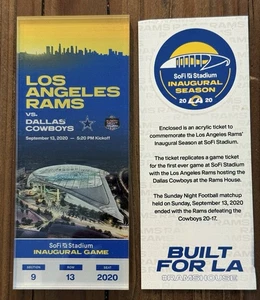 LOS
ANGELES
RAMS
VS.
DALLAS
COWBOYS
September 13, 2020 — 5:20 PM Kickoff
SoFi Stadium
INAUGURAL GAME
SECTION
ROW
SEAT
9
13
2020
SoFi Stadium
INAUGURAL
SEASON
20 20
Enclosed is an acrylic ticket to
commemorate the Los Angeles Rams'
Inaugural Season at SoFi Stadium.
The ticket replicates a game ticket
for the first ever game at SoFi Stadium
with the Los Angeles Rams hosting the
Dallas Cowboys at the Rams House.
The Sunday Night Football matchup
held on Sunday, September 13, 2020
ended with the Rams defeating the
Cowboys 20-17.
BUILT
FOR LA
#RAMSHOUSE